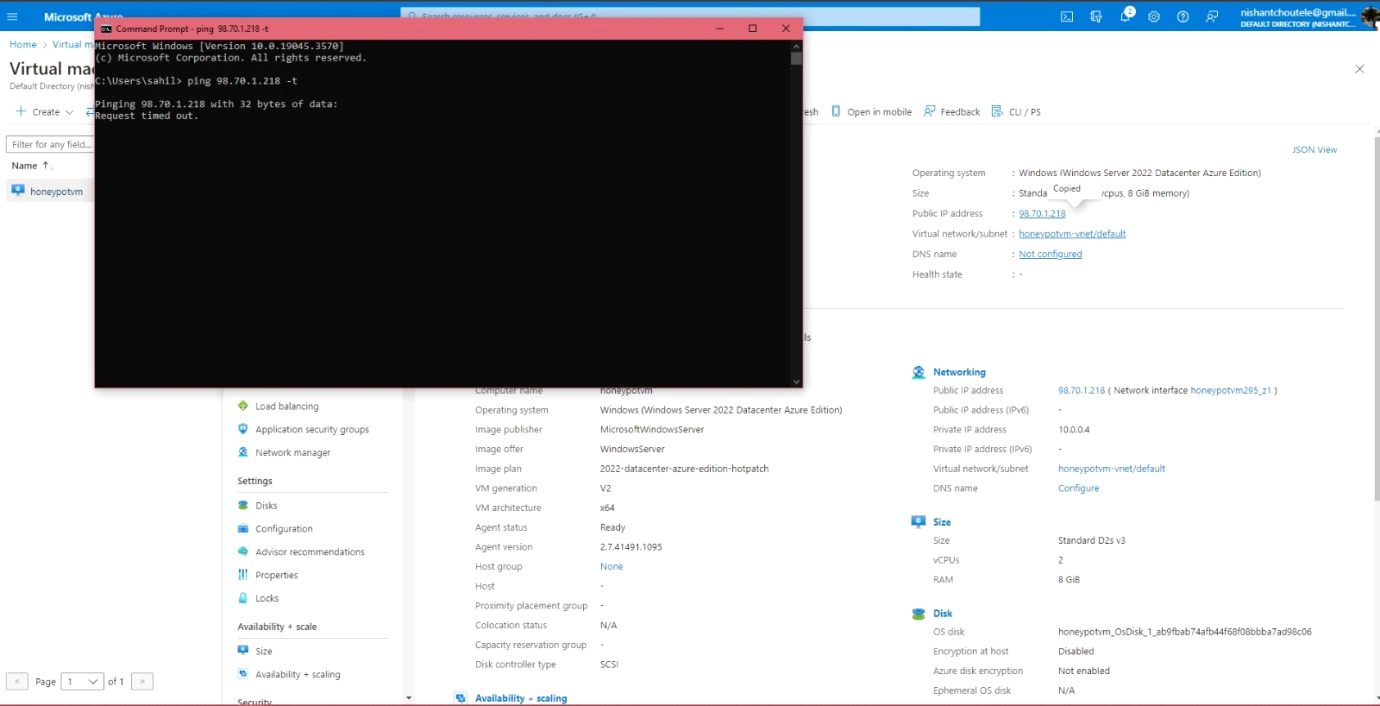 Microsoft Azure
Search resources, services, and docs (G+/)
2
nishantchoutele@gmail....
DEFAULT DIRECTORY (NISHANTC...
Home > Virtual m
Virtual ma
Default Directory (nish
Create
resh
Open in mobile
Feedback
CLI / PS
Filter for any field...
Name ↑
honeypotvm
Command Prompt - ping 98.70.1.218 -t
Microsoft Windows [Version 10.0.19045.3570]
(c) Microsoft Corporation. All rights reserved.
C:\Users\sahil> ping 98.70.1.218 -t
Pinging 98.70.1.218 with 32 bytes of data:
Request timed out.
JSON View
Operating system : Windows (Windows Server 2022 Datacenter Azure Edition)
Copied
Size : Standa vcpus, 8 GiB memory)
Public IP address : 98.70.1.218
Virtual network/subnet : honeypotvm-vnet/default
DNS name : Not configured
Health state : -
ls
Load balancing
Application security groups
Network manager
Settings
Disks
Configuration
Advisor recommendations
Properties
Locks
Availability + scale
Size
Availability + scaling
Security
Computer name honeypotvm
Operating system Windows (Windows Server 2022 Datacenter Azure Edition)
Image publisher MicrosoftWindowsServer
Image offer WindowsServer
Image plan 2022-datacenter-azure-edition-hotpatch
VM generation V2
VM architecture x64
Agent status Ready
Agent version 2.7.41491.1095
Host group None
Host -
Proximity placement group -
Colocation status N/A
Capacity reservation group -
Disk controller type SCSI
Availability + scaling
Networking
Public IP address 98.70.1.218 ( Network interface honeypotvm295_z1 )
Public IP address (IPv6) -
Private IP address 10.0.0.4
Private IP address (IPv6) -
Virtual network/subnet honeypotvm-vnet/default
DNS name Configure
Size
Size Standard D2s v3
vCPUs 2
RAM 8 GiB
Disk
OS disk honeypotvm_OsDisk_1_ab9fbab74afb44f68f08bbba7ad98c06
Encryption at host Disabled
Azure disk encryption Not enabled
Ephemeral OS disk N/A
< Page 1 of 1 >